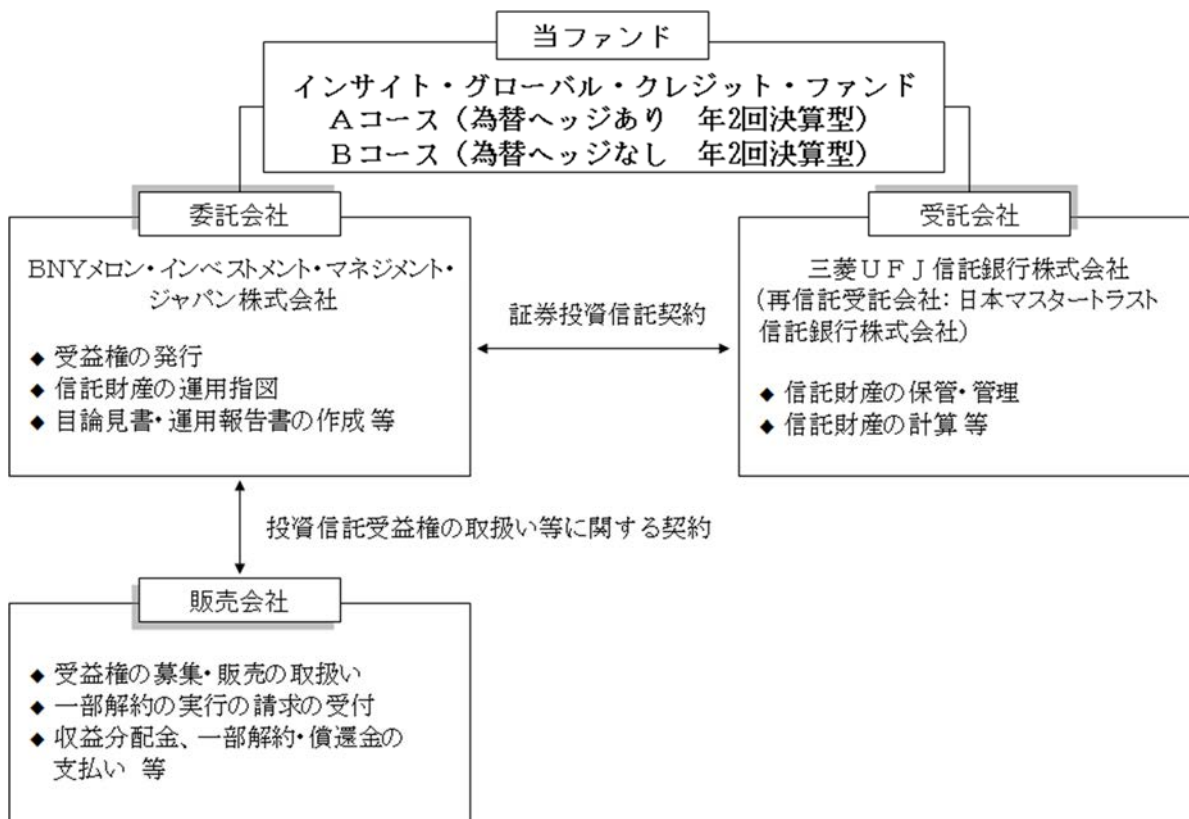 当ファンド
インサイト・グローバル・クレジット・ファンド
Aコース（為替ヘッジあり　年2回決算型）
Bコース（為替ヘッジなし　年2回決算型）
委託会社
BNYメロン・インベストメント・マネジメント・
ジャパン株式会社
◆ 受益権の発行
◆ 信託財産の運用指図
◆ 目論見書・運用報告書の作成 等
証券投資信託契約
受託会社
三菱UFJ信託銀行株式会社
(再信託受託会社：日本マスタートラスト
信託銀行株式会社)
◆ 信託財産の保管・管理
◆ 信託財産の計算 等
投資信託受益権の取扱い等に関する契約
販売会社
◆ 受益権の募集・販売の取扱い
◆ 一部解約の実行の請求の受付
◆ 収益分配金、一部解約・償還金の
支払い 等